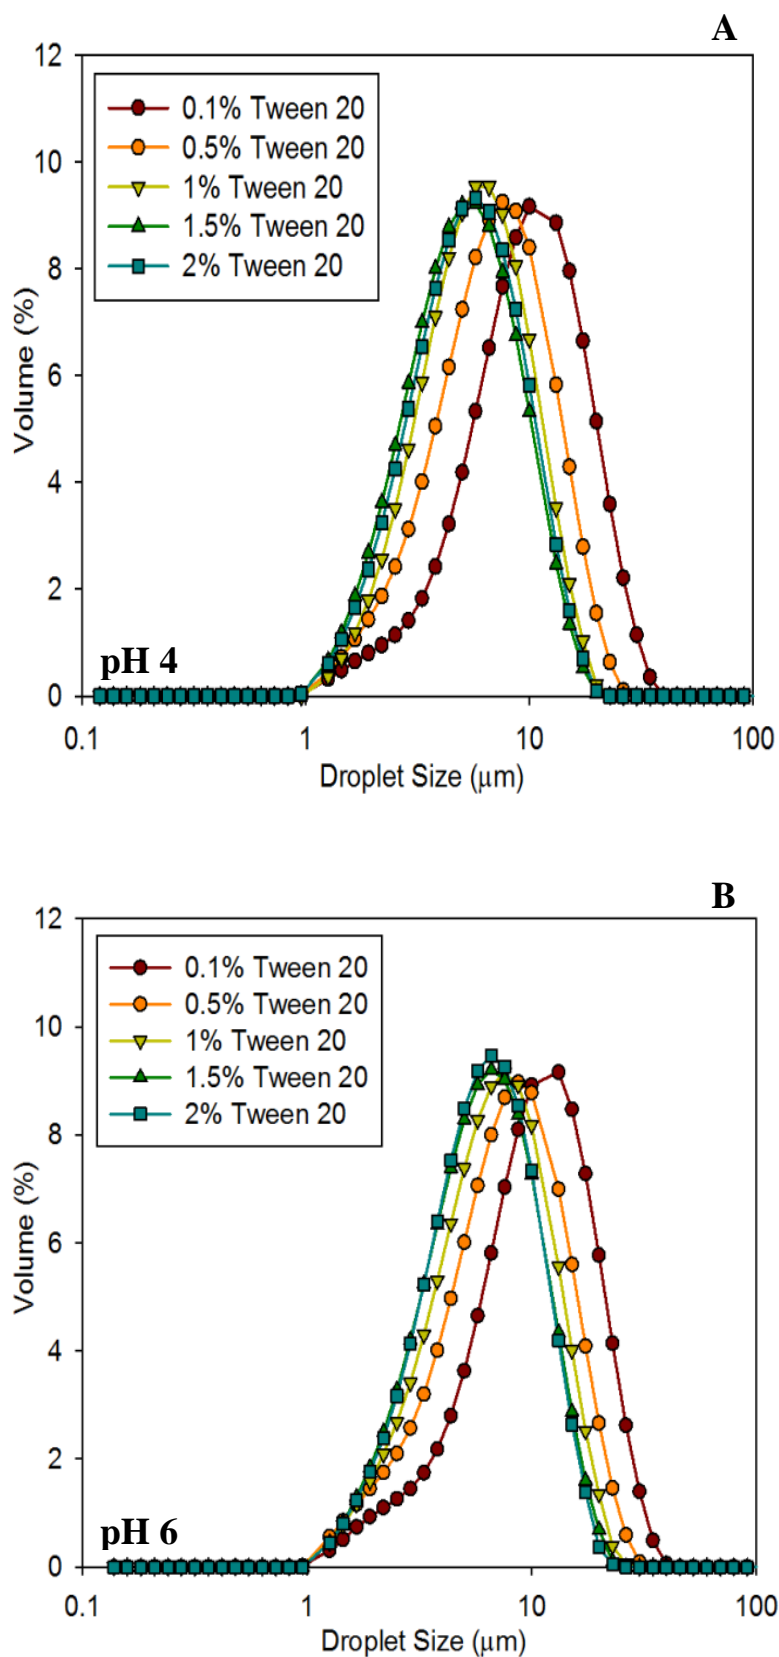 A
12
10
8
6
4
2
0
Volume (%)
0.1% Tween 20
0.5% Tween 20
1% Tween 20
1.5% Tween 20
2% Tween 20
pH 4
0.1
1
10
100
Droplet Size (μm)
B
12
10
8
6
4
2
0
Volume (%)
0.1% Tween 20
0.5% Tween 20
1% Tween 20
1.5% Tween 20
2% Tween 20
pH 6
0.1
1
10
100
Droplet Size (μm)